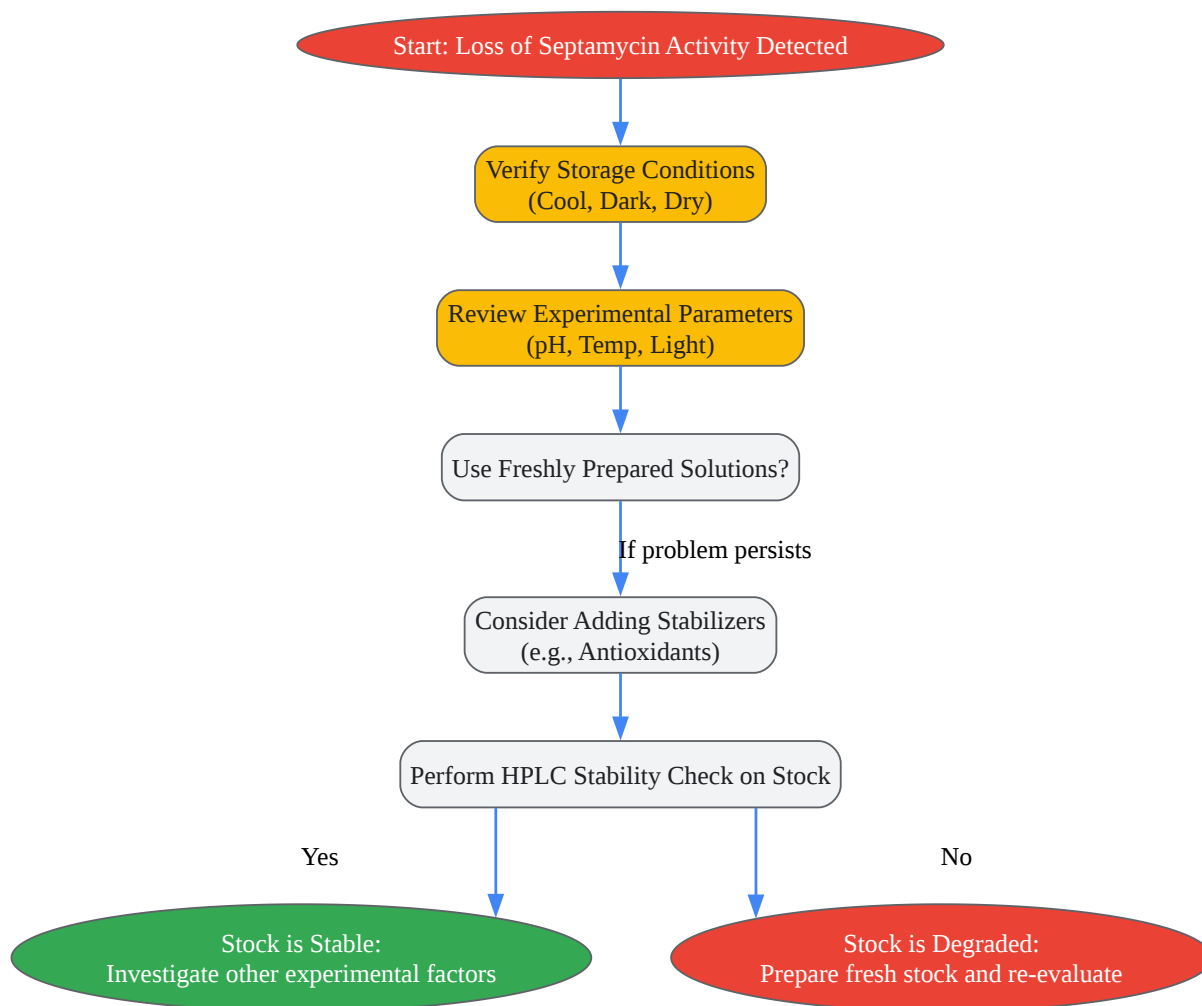 Start: Loss of Septamycin Activity Detected
Verify Storage Conditions
(Cool, Dark, Dry)
Review Experimental Parameters
(pH, Temp, Light)
Use Freshly Prepared Solutions?
If problem persists
Consider Adding Stabilizers
(e.g., Antioxidants)
Perform HPLC Stability Check on Stock
Yes
No
Stock is Stable:
Investigate other experimental factors
Stock is Degraded:
Prepare fresh stock and re-evaluate